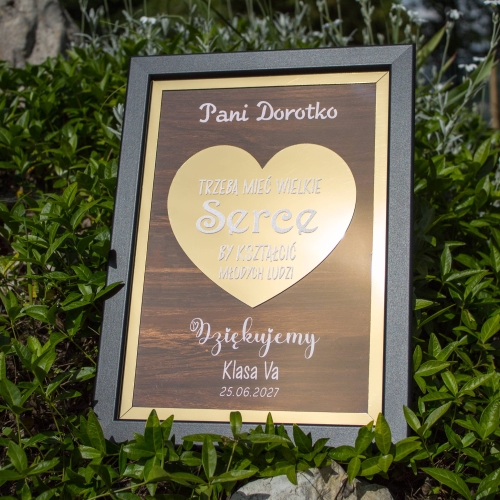 Pani Dorotko
TRZEBA MIEĆ WIELKIE
Serce
BY KSZTAŁCIĆ
MŁODYCH LUDZI
Dziękujemy
Klasa Va
25.06.2027